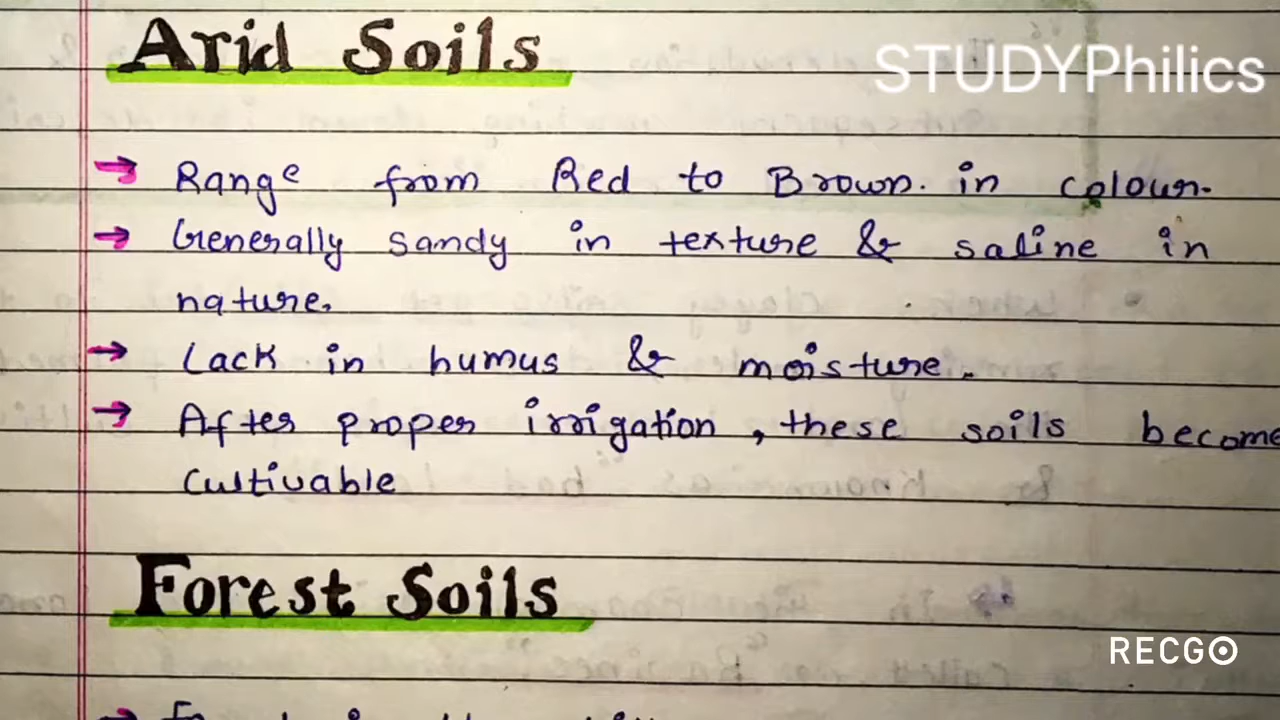 Arid Soils
STUDYPhilics
→ Range from Red to Brown. in colour.
→ Generally sandy in texture & saline in
nature.
→ Lack in humus & moisture.
→ After proper irrigation, these soils become
cultivable
Forest Soils
RECGO